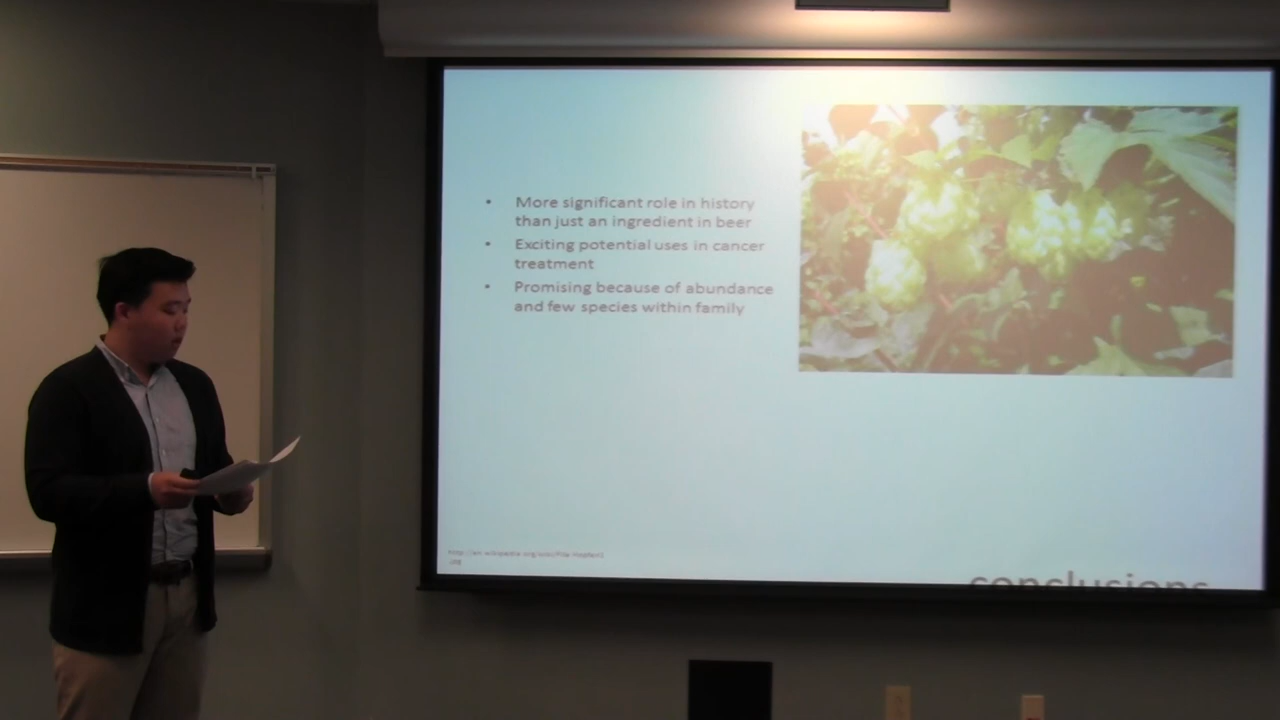 • More significant role in history
than just an ingredient in beer
• Exciting potential uses in cancer
treatment
• Promising because of abundance
and few species within family
conclusions